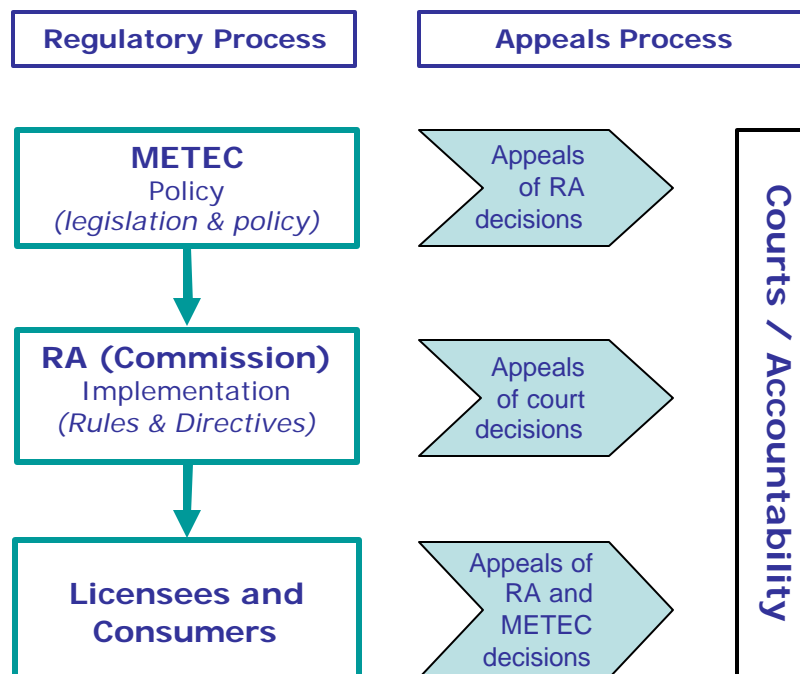 Regulatory Process
Appeals Process
METEC
Policy
(legislation & policy)
Appeals
of RA
decisions
RA (Commission)
Implementation
(Rules & Directives)
Appeals
of court
decisions
Licensees and
Consumers
Appeals of
RA and
METEC
decisions
Courts / Accountability